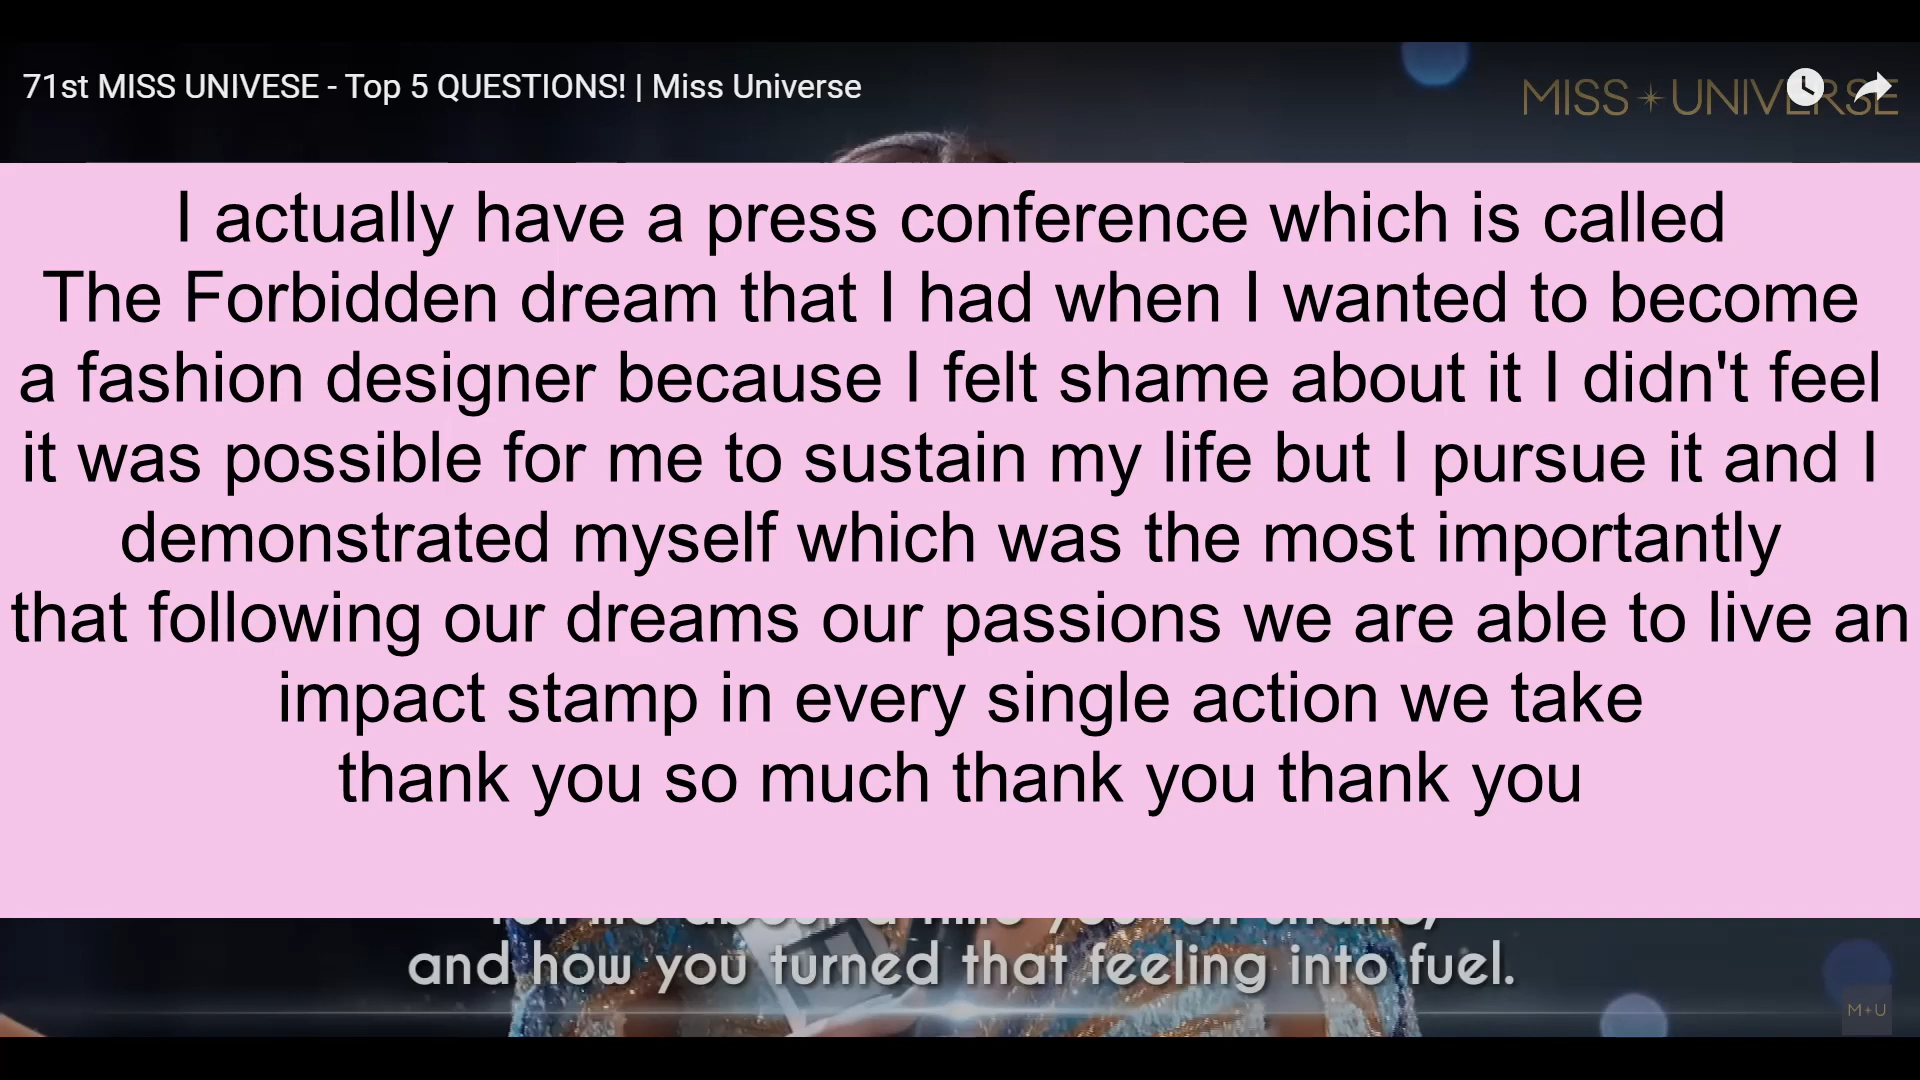 71st MISS UNIVESE - Top 5 QUESTIONS! | Miss Universe
MISS UNIVERSE
I actually have a press conference which is called
The Forbidden dream that I had when I wanted to become
a fashion designer because I felt shame about it I didn't feel
it was possible for me to sustain my life but I pursue it and I
demonstrated myself which was the most importantly
that following our dreams our passions we are able to live an
impact stamp in every single action we take
thank you so much thank you thank you
and how you turned that feeling into fuel.
M+U